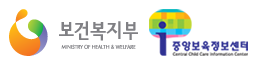 보건복지부
MINISTRY OF HEALTH & WELFARE
중앙보육정보센터
Central Child Care Information Center